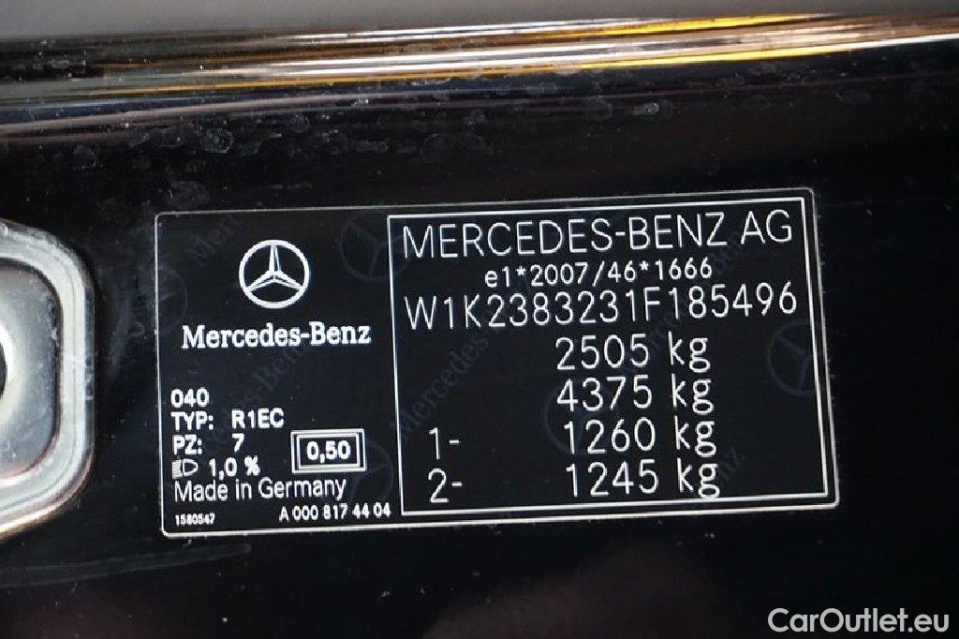 Mercedes-Benz
040
TYP: R1EC
PZ: 7
1,0 %
0,50
Made in Germany
1580547
A 000 817 44 04
MERCEDES-BENZ AG
e1*2007/46*1666
W1K2383231F185496
2505 kg
4375 kg
1- 1260 kg
2- 1245 kg
CarOutlet.eu